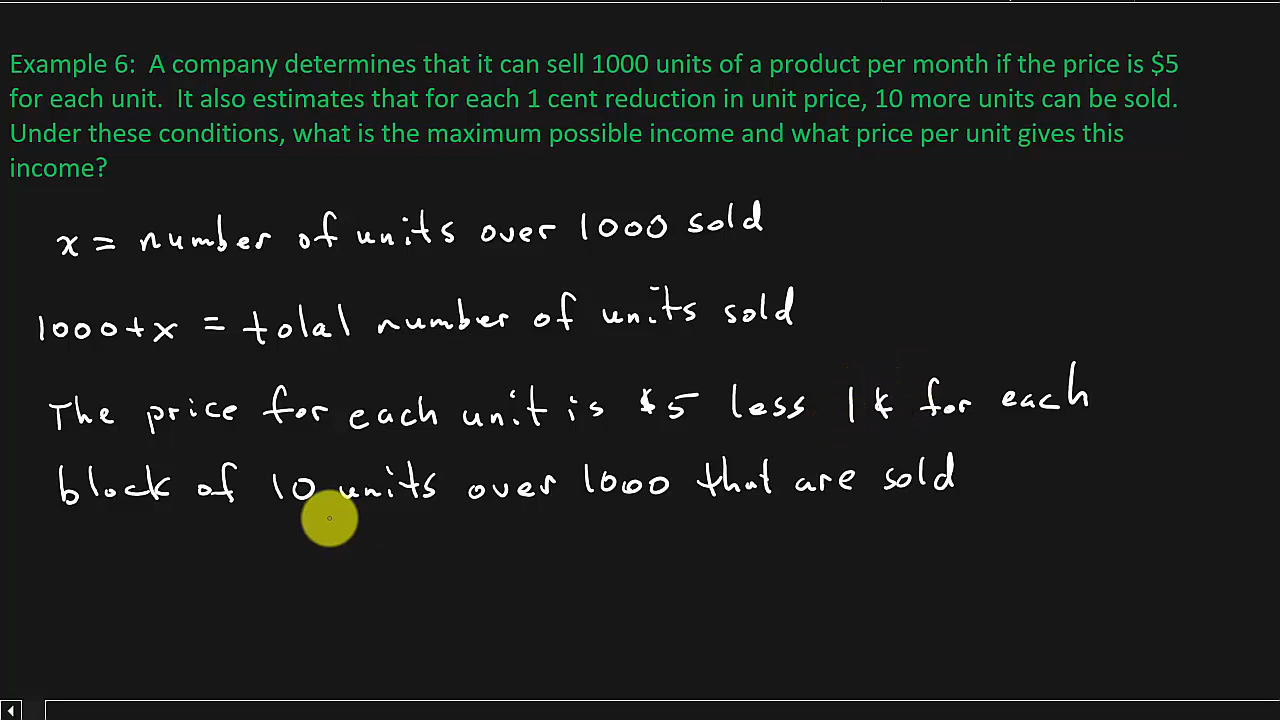 Example 6:  A company determines that it can sell 1000 units of a product per month if the price is $5
for each unit.  It also estimates that for each 1 cent reduction in unit price, 10 more units can be sold.
Under these conditions, what is the maximum possible income and what price per unit gives this
income?
x = number of units over 1000 sold
1000+x = total number of units sold
The price for each unit is $5 less 1¢ for each
block of 10 units over 1000 that are sold